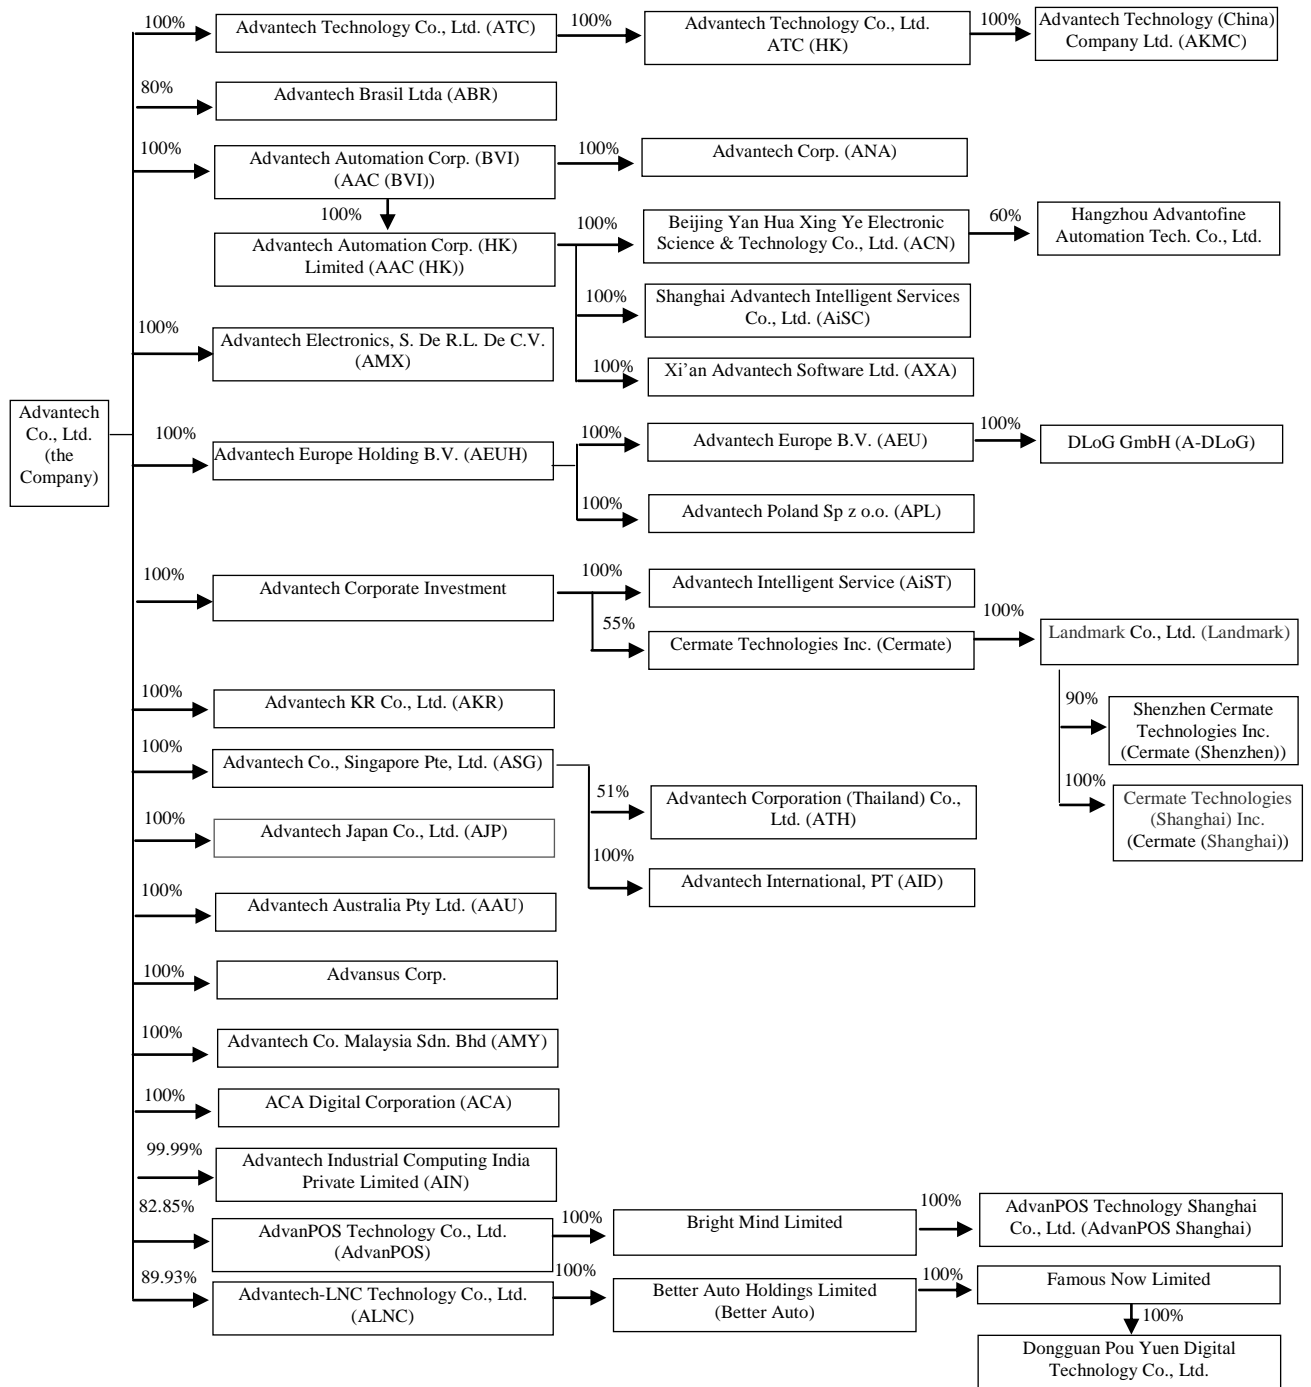 100%
Advantech Technology Co., Ltd. (ATC)
100%
Advantech Technology Co., Ltd.
ATC (HK)
100%
Advantech Technology (China)
Company Ltd. (AKMC)
80%
Advantech Brasil Ltda (ABR)
100%
Advantech Automation Corp. (BVI)
(AAC (BVI))
100%
Advantech Corp. (ANA)
100%
Advantech Automation Corp. (HK)
Limited (AAC (HK))
100%
Beijing Yan Hua Xing Ye Electronic
Science & Technology Co., Ltd. (ACN)
60%
Hangzhou Advantofine
Automation Tech. Co., Ltd.
100%
Shanghai Advantech Intelligent Services
Co., Ltd. (AiSC)
100%
Advantech Electronics, S. De R.L. De C.V.
(AMX)
100%
Xi’an Advantech Software Ltd. (AXA)
Advantech
Co., Ltd.
(the
Company)
100%
Advantech Europe Holding B.V. (AEUH)
100%
Advantech Europe B.V. (AEU)
100%
DLoG GmbH (A-DLoG)
100%
Advantech Poland Sp z o.o. (APL)
100%
Advantech Corporate Investment
100%
Advantech Intelligent Service (AiST)
55%
Cermate Technologies Inc. (Cermate)
100%
Landmark Co., Ltd. (Landmark)
90%
Shenzhen Cermate
Technologies Inc.
(Cermate (Shenzhen))
100%
Cermate Technologies
(Shanghai) Inc.
(Cermate (Shanghai))
100%
Advantech KR Co., Ltd. (AKR)
100%
Advantech Co., Singapore Pte, Ltd. (ASG)
51%
Advantech Corporation (Thailand) Co.,
Ltd. (ATH)
100%
Advantech International, PT (AID)
100%
Advantech Japan Co., Ltd. (AJP)
100%
Advantech Australia Pty Ltd. (AAU)
100%
Advansus Corp.
100%
Advantech Co. Malaysia Sdn. Bhd (AMY)
100%
ACA Digital Corporation (ACA)
99.99%
Advantech Industrial Computing India
Private Limited (AIN)
82.85%
AdvanPOS Technology Co., Ltd.
(AdvanPOS)
100%
Bright Mind Limited
100%
AdvanPOS Technology Shanghai
Co., Ltd. (AdvanPOS Shanghai)
89.93%
Advantech-LNC Technology Co., Ltd.
(ALNC)
100%
Better Auto Holdings Limited
(Better Auto)
100%
Famous Now Limited
100%
Dongguan Pou Yuen Digital
Technology Co., Ltd.